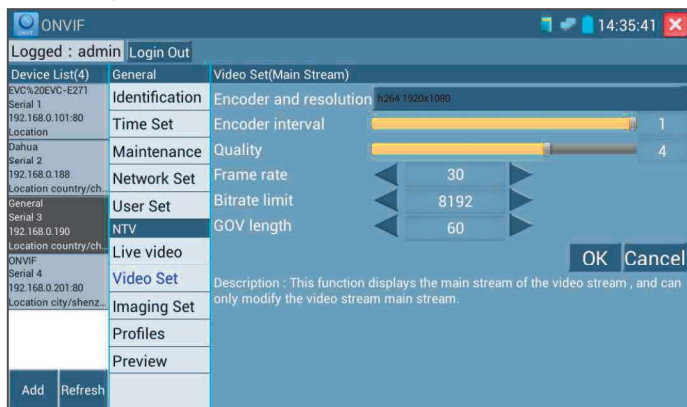 ONVIF
14:35:41
Logged : admin
Login Out
Device List(4)
EVC%20EVC-E271
Serial 1
192.168.0.101:80
Location
Dahua
Serial 2
192.168.0.188
Location country/ch...
General
Serial 3
192.168.0.190
Location country/ch...
ONVIF
Serial 4
192.168.0.201:80
Location city/shenz...
Add
Refresh
General
Identification
Time Set
Maintenance
Network Set
User Set
NTV
Live video
Video Set
Imaging Set
Profiles
Preview
Video Set(Main Stream)
Encoder and resolution h264 1920x1080
Encoder interval 1
Quality 4
Frame rate 30
Bitrate limit 8192
GOV length 60
OK Cancel
Description : This function displays the main stream of the video stream , and can
only modify the video stream main stream.